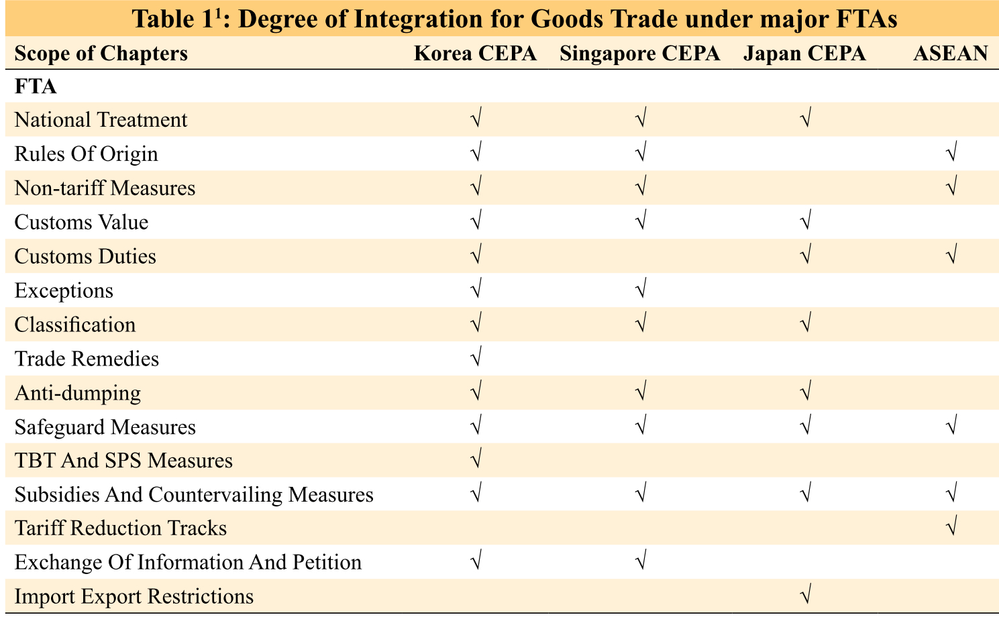 Table 1¹: Degree of Integration for Goods Trade under major FTAs
Scope of Chapters Korea CEPA Singapore CEPA Japan CEPA ASEAN
FTA
National Treatment √ √ √
Rules Of Origin √ √ √
Non-tariff Measures √ √ √
Customs Value √ √ √
Customs Duties √ √ √
Exceptions √ √
Classification √ √ √
Trade Remedies √
Anti-dumping √ √ √
Safeguard Measures √ √ √ √
TBT And SPS Measures √
Subsidies And Countervailing Measures √ √ √ √
Tariff Reduction Tracks √
Exchange Of Information And Petition √ √
Import Export Restrictions √